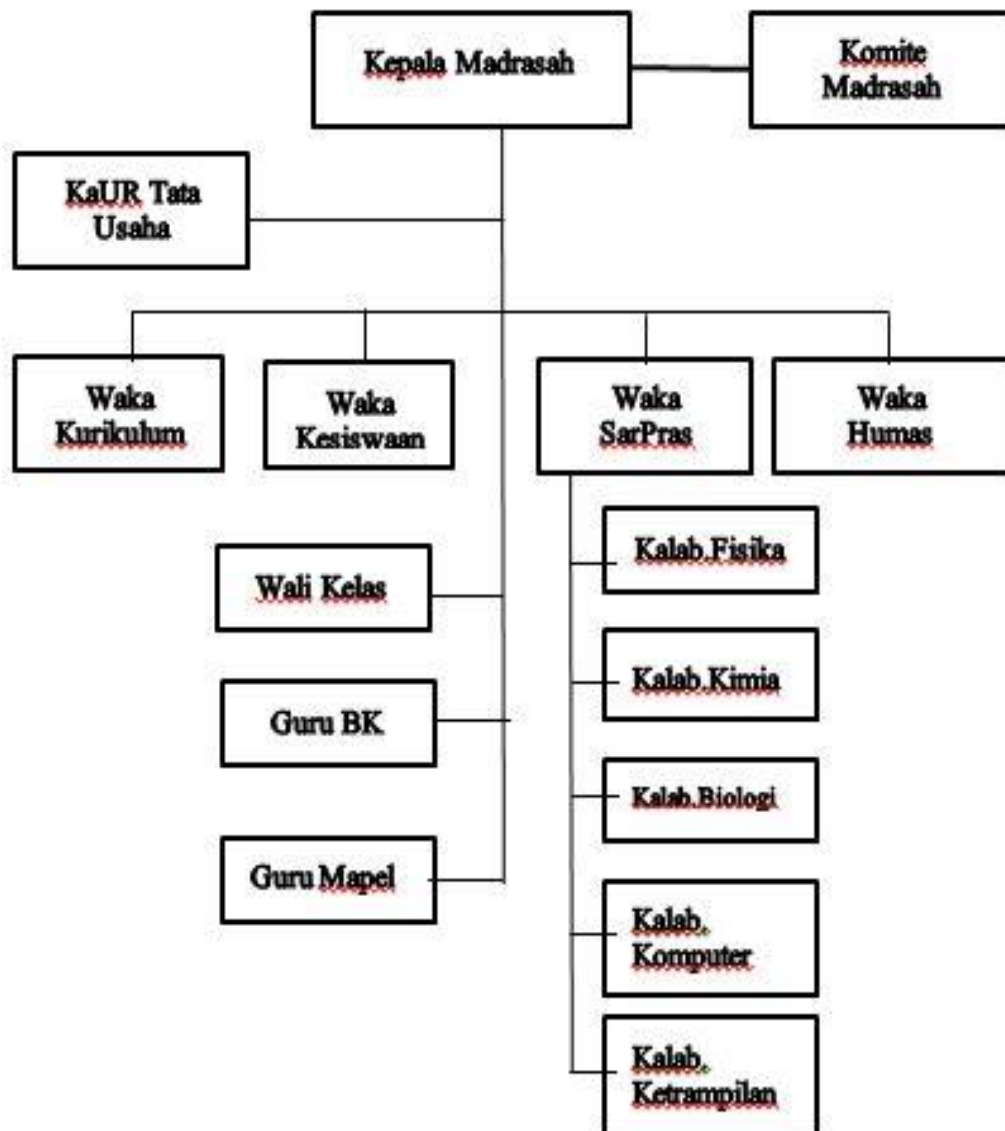 Kepala Madrasah
Komite
Madrasah
KaUR Tata
Usaha
Waka
Kurikulum
Waka
Kesiswaan
Waka
SarPras
Waka
Humas
Wali Kelas
Guru BK
Guru Mapel
Kalab.Fisika
Kalab.Kimia
Kalab.Biologi
Kalab.
Komputer
Kalab.
Ketrampilan